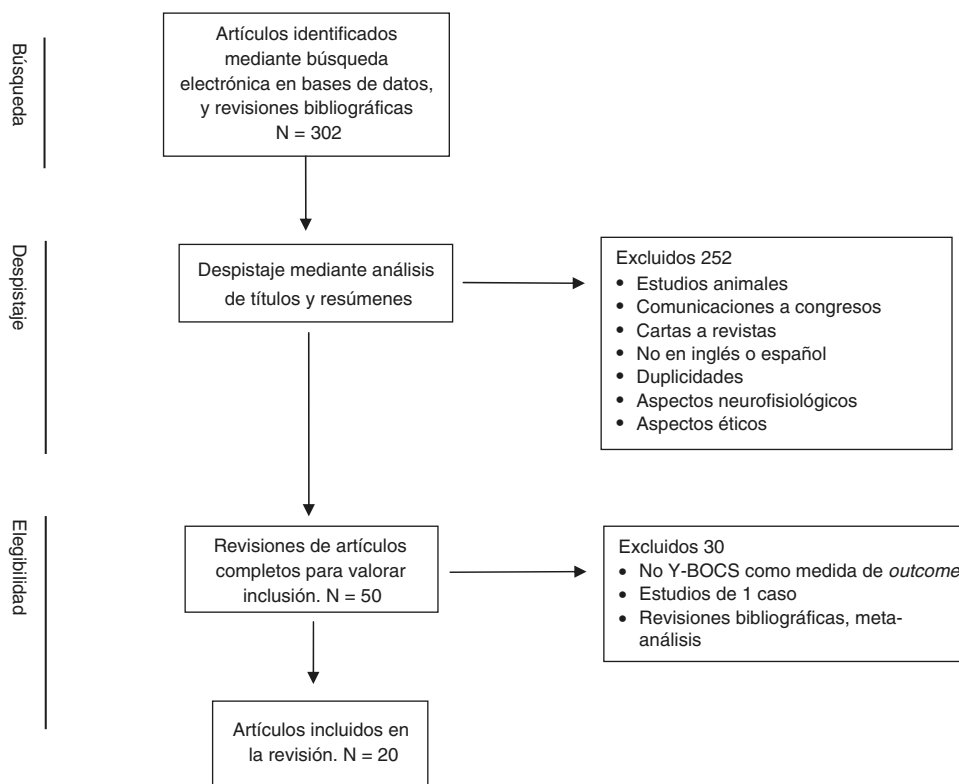 Búsqueda
Artículos identificados
mediante búsqueda
electrónica en bases de datos,
y revisiones bibliográficas
N = 302
Despistaje
Despistaje mediante análisis
de títulos y resúmenes
Excluidos 252
• Estudios animales
• Comunicaciones a congresos
• Cartas a revistas
• No en inglés o español
• Duplicidades
• Aspectos neurofisiológicos
• Aspectos éticos
Elegibilidad
Revisiones de artículos
completos para valorar
inclusión. N = 50
Excluidos 30
• No Y-BOCS como medida de outcome
• Estudios de 1 caso
• Revisiones bibliográficas, meta-
análisis
Artículos incluidos en
la revisión. N = 20